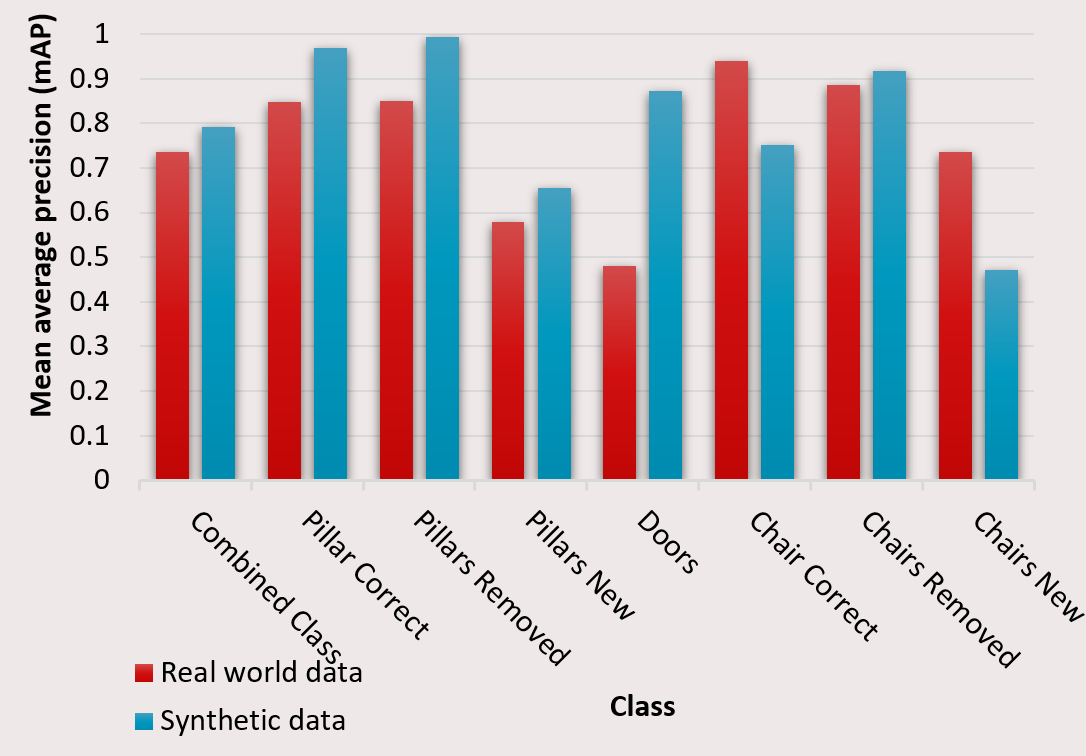 Mean average precision (mAP)
1
0.9
0.8
0.7
0.6
0.5
0.4
0.3
0.2
0.1
0
Combined Class
Pillar Correct
Pillars Removed
Pillars New
Doors
Chair Correct
Chairs Removed
Chairs New
Real world data
Synthetic data
Class